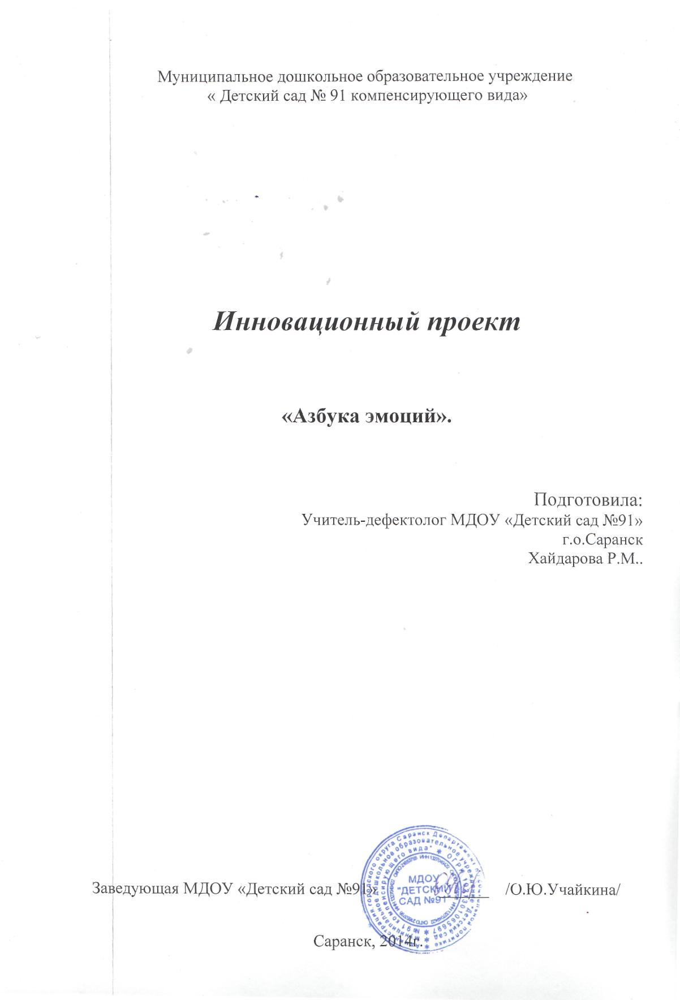 Муниципальное дошкольное образовательное учреждение
« Детский сад № 91 компенсирующего вида»
Инновационный проект
«Азбука эмоций».
Подготовила:
Учитель-дефектолог МДОУ «Детский сад №91»
г.о.Саранск
Хайдарова Р.М..
Заведующая МДОУ «Детский сад №91» /О.Ю.Учайкина/
МДОУ
"ДЕТСКИЙ
САД №91"
Саранск, 2014г.